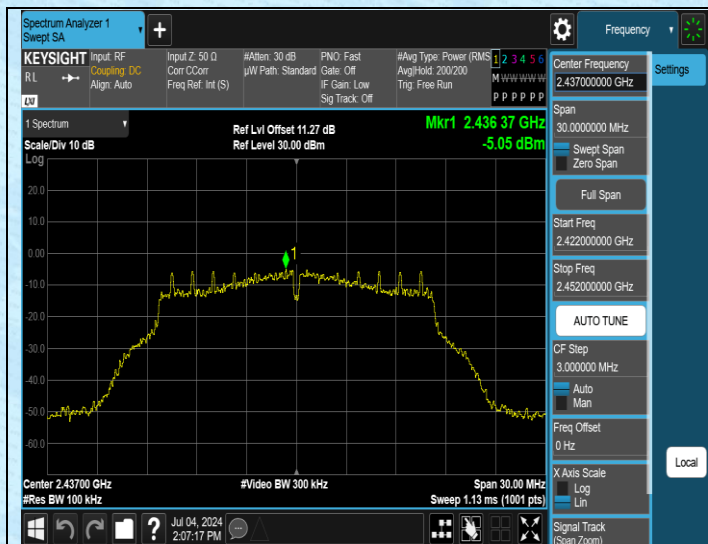 Spectrum Analyzer 1
Swept SA
+
Frequency
KEYSIGHT
RL
LXI
Input: RF
Coupling: DC
Align: Auto
Input Z: 50 Ω
Corr CCorr
Freq Ref: Int (S)
#Atten: 30 dB
µW Path: Standard
PNO: Fast
Gate: Off
IF Gain: Low
Sig Track: Off
#Avg Type: Power (RMS
Avg|Hold: 200/200
Trig: Free Run
1 2 3 4 5 6
M W W W W W
P P P P P P
Center Frequency
2.437000000 GHz
Settings
Span
30.0000000 MHz
Swept Span
Zero Span
Full Span
Start Freq
2.422000000 GHz
Stop Freq
2.452000000 GHz
AUTO TUNE
CF Step
3.000000 MHz
Auto
Man
Freq Offset
0 Hz
X Axis Scale
Log
Lin
Signal Track
(Span Zoom)
Local
1 Spectrum
Scale/Div 10 dB
Log
Ref Lvl Offset 11.27 dB
Ref Level 30.00 dBm
Mkr1 2.436 37 GHz
-5.05 dBm
20.0
10.0
0.00
1
-10.0
-20.0
-30.0
-40.0
-50.0
-60.0
Center 2.43700 GHz
#Res BW 100 kHz
#Video BW 300 kHz
Span 30.00 MHz
Sweep 1.13 ms (1001 pts)
?
Jul 04, 2024
2:07:17 PM